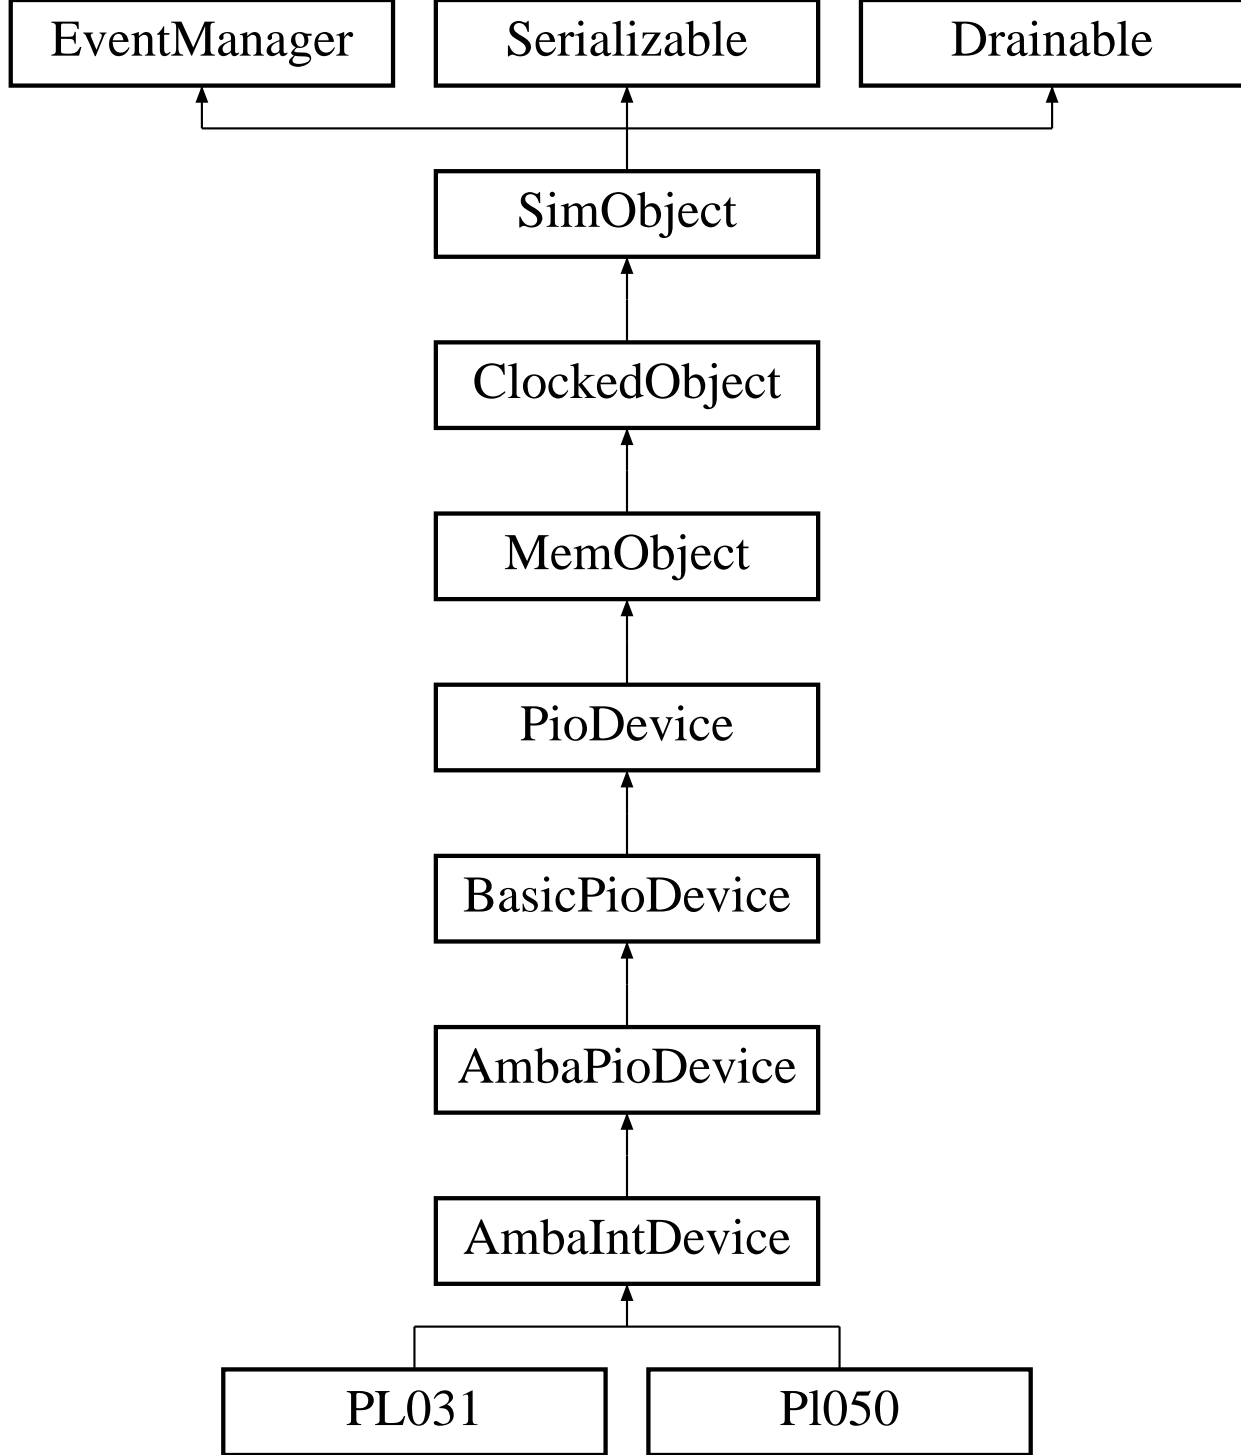 EventManager
Serializable
Drainable
SimObject
ClockedObject
MemObject
PioDevice
BasicPioDevice
AmbaPioDevice
AmbaIntDevice
PL031
Pl050